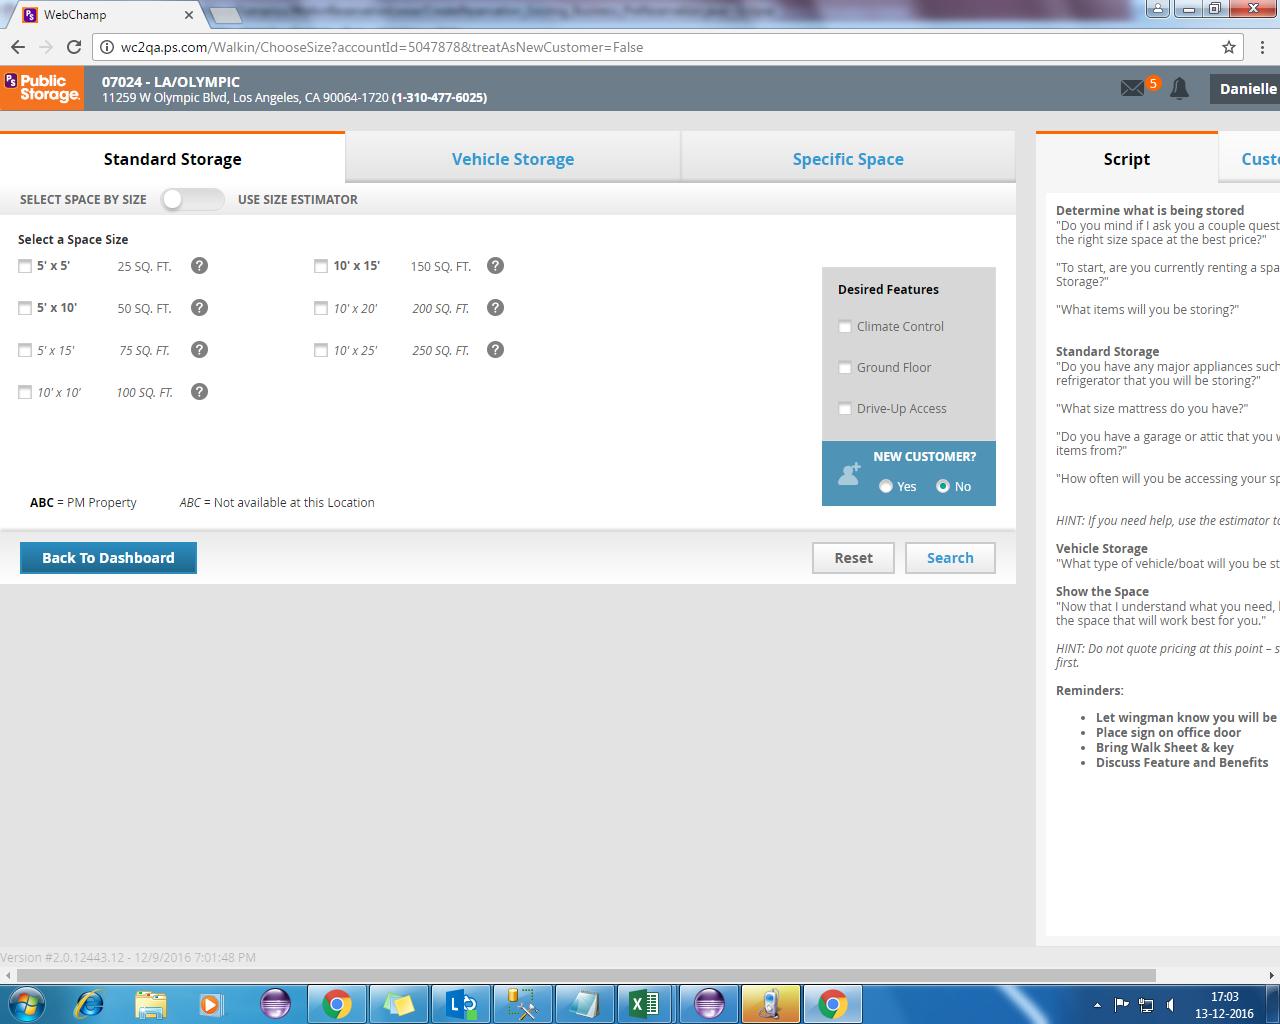 WebChamp
wc2qa.ps.com/Walkin/ChooseSize?accountId=5047878&treatAsNewCustomer=False
PS Public Storage.
07024 - LA/OLYMPIC
11259 W Olympic Blvd, Los Angeles, CA 90064-1720 (1-310-477-6025)
5
Danielle
Standard Storage
Vehicle Storage
Specific Space
SELECT SPACE BY SIZE
USE SIZE ESTIMATOR
Select a Space Size
5' x 5' 25 SQ. FT. ?
10' x 15' 150 SQ. FT. ?
5' x 10' 50 SQ. FT. ?
10' x 20' 200 SQ. FT. ?
5' x 15' 75 SQ. FT. ?
10' x 25' 250 SQ. FT. ?
10' x 10' 100 SQ. FT. ?
Desired Features
Climate Control
Ground Floor
Drive-Up Access
NEW CUSTOMER?
Yes No
ABC = PM Property
ABC = Not available at this Location
Back To Dashboard
Reset
Search
Script
Custo
Determine what is being stored
"Do you mind if I ask you a couple quest
the right size space at the best price?"
"To start, are you currently renting a spa
Storage?"
"What items will you be storing?"
Standard Storage
"Do you have any major appliances such
refrigerator that you will be storing?"
"What size mattress do you have?"
"Do you have a garage or attic that you w
items from?"
"How often will you be accessing your sp
HINT: If you need help, use the estimator to
Vehicle Storage
"What type of vehicle/boat will you be st
Show the Space
"Now that I understand what you need,
the space that will work best for you."
HINT: Do not quote pricing at this point – s
first.
Reminders:
• Let wingman know you will be
• Place sign on office door
• Bring Walk Sheet & key
• Discuss Feature and Benefits
Version #2.0.12443.12 - 12/9/2016 7:01:48 PM
17:03
13-12-2016